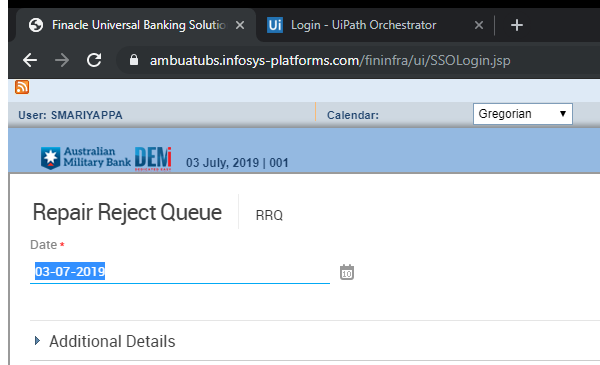 Finacle Universal Banking Solutio
Ui Login - UiPath Orchestrator
ambuatubs.infosys-platforms.com/fininfra/ui/SSOLogin.jsp
User: SMARIYAPPA Calendar: Gregorian
Australian
Military Bank
03 July, 2019 | 001
Repair Reject Queue RRQ
Date *
03-07-2019
10
Additional Details